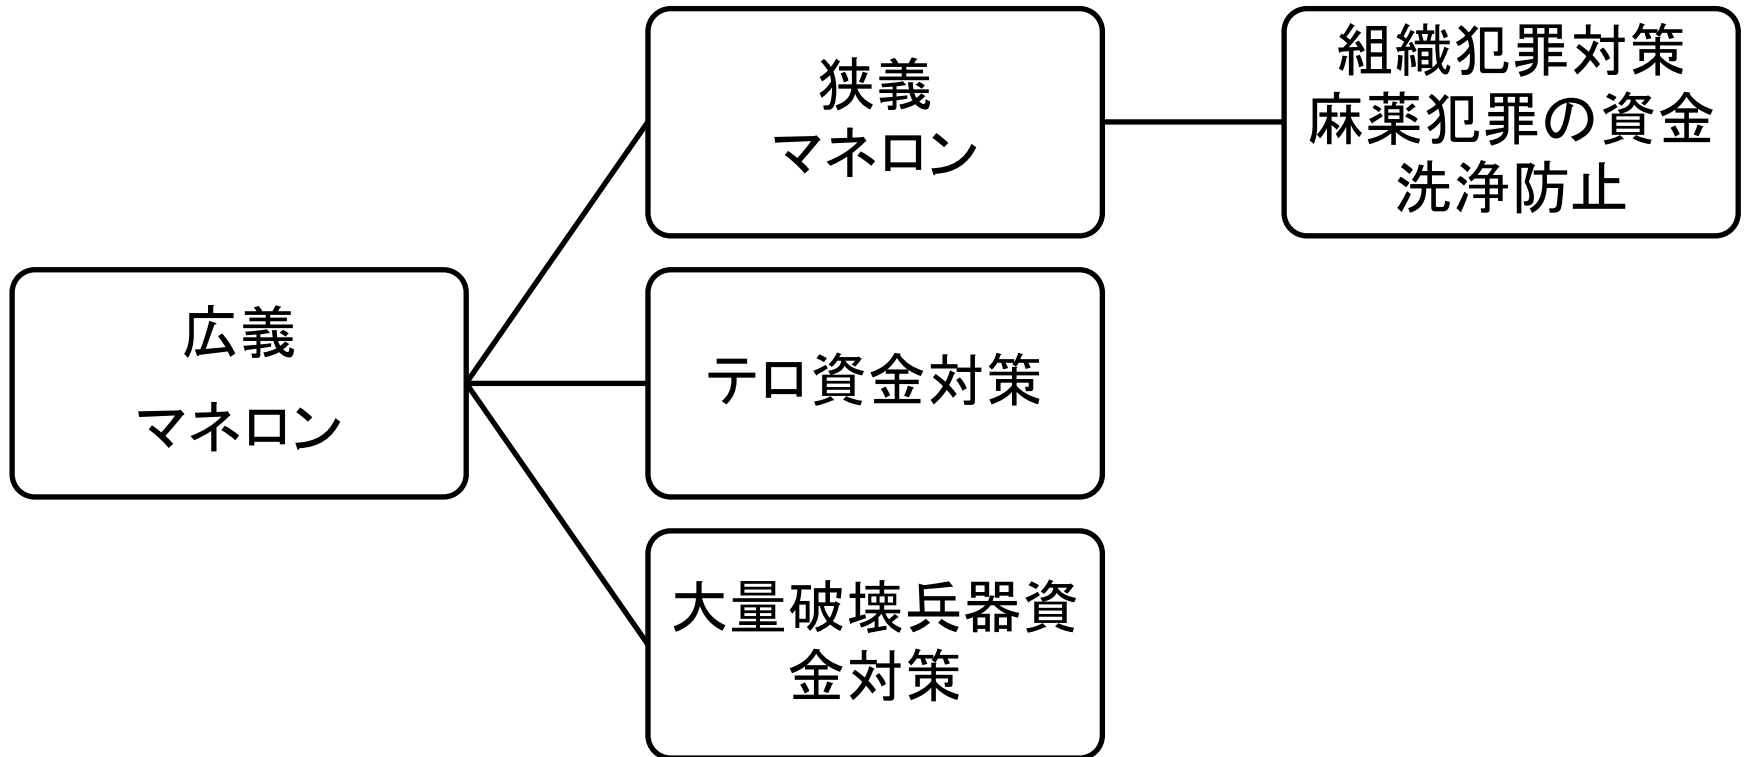 広義
マネロン
狭義
マネロン
組織犯罪対策
麻薬犯罪の資金
洗浄防止
テロ資金対策
大量破壊兵器資
金対策